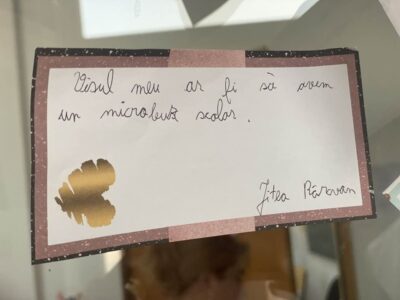 Visul meu ar fi să avem
un microbuz școlar.
Jitea Răzvan